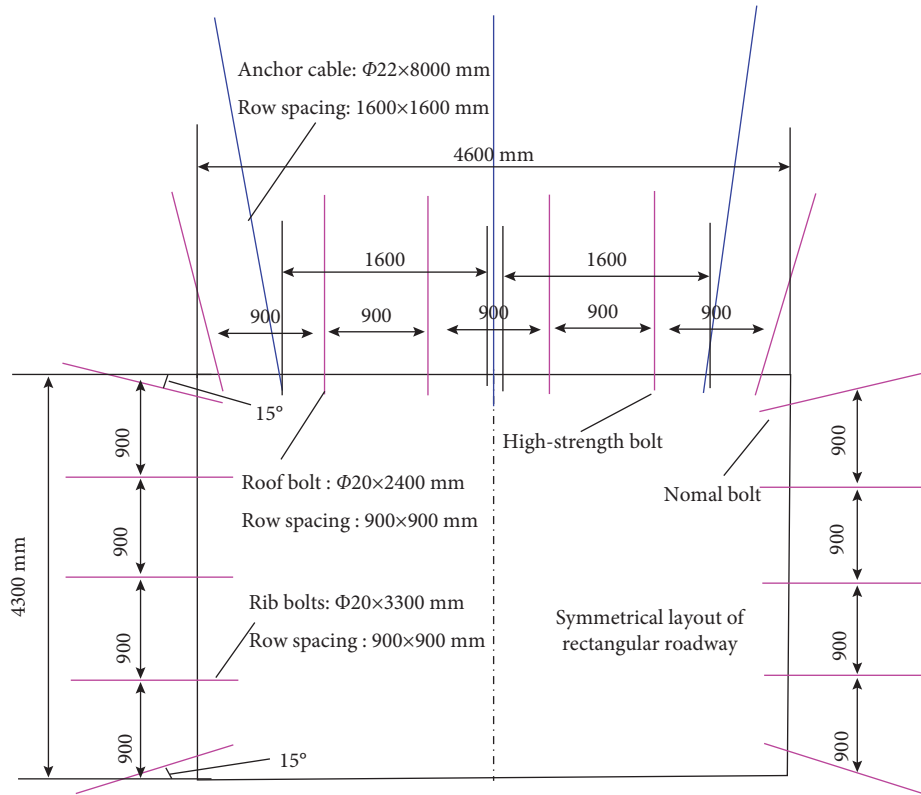 Anchor cable: Φ22×8000 mm
Row spacing: 1600×1600 mm
4600 mm
1600
1600
900
900
900
900
900
15°
High-strength bolt
Nomal bolt
Roof bolt : Φ20×2400 mm
Row spacing : 900×900 mm
900
900
900
900
4300 mm
Rib bolts: Φ20×3300 mm
Row spacing : 900×900 mm
Symmetrical layout of
rectangular roadway
900
900
900
900
15°